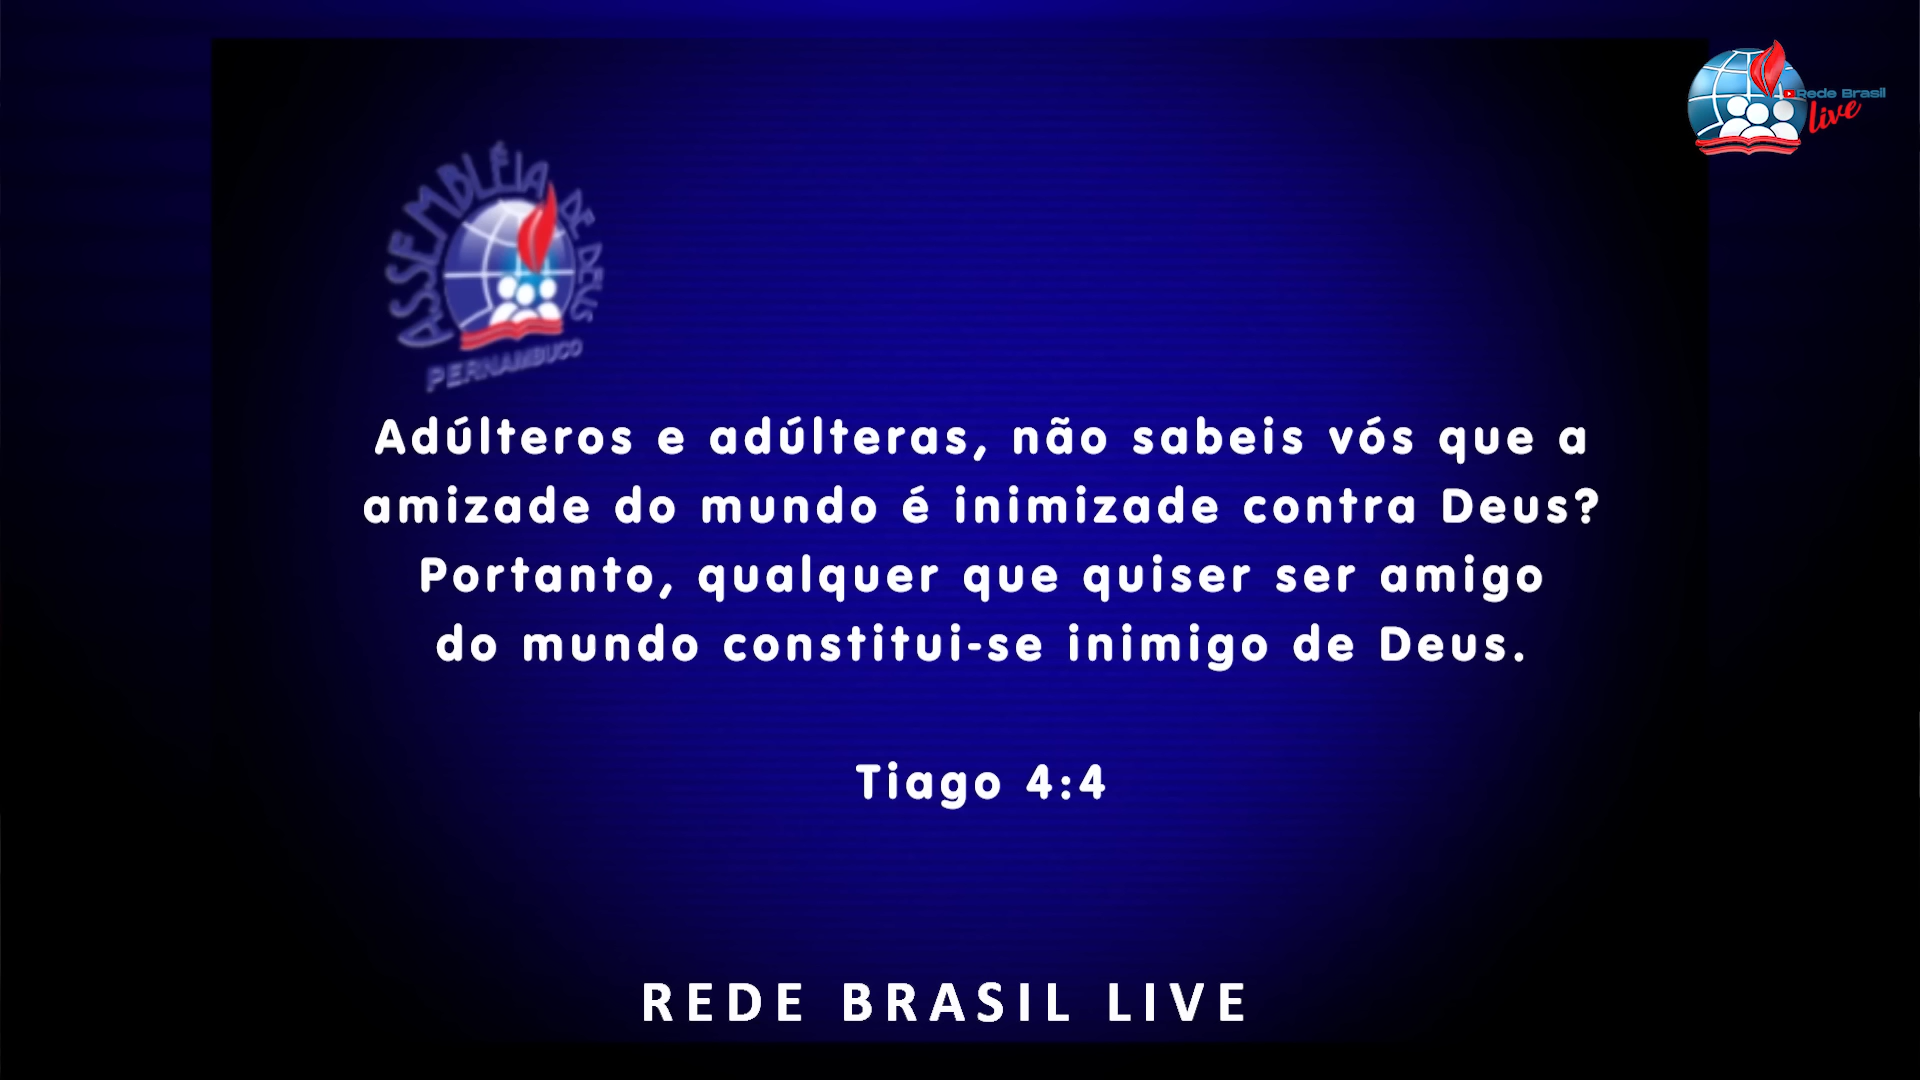 Rede Brasil
live
ASSEMBLÉIA DE DEUS
PERNAMBUCO
Adúlteros e adúlteras, não sabeis vós que a
amizade do mundo é inimizade contra Deus?
Portanto, qualquer que quiser ser amigo
do mundo constitui-se inimigo de Deus.
Tiago 4:4
REDE BRASIL LIVE